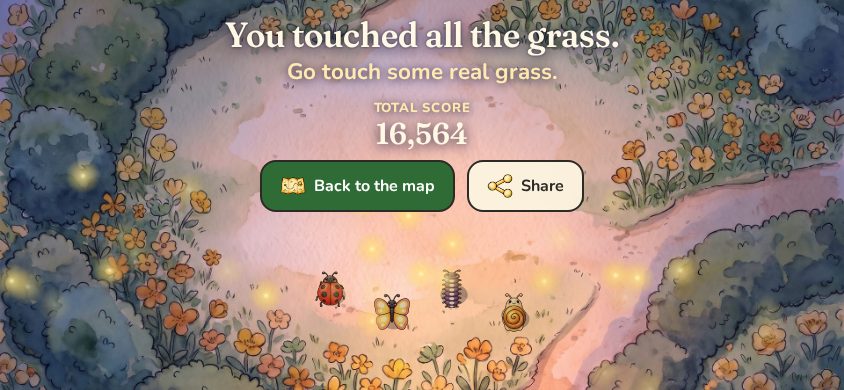 You touched all the grass.
Go touch some real grass.
TOTAL SCORE
16,564
Back to the map
Share